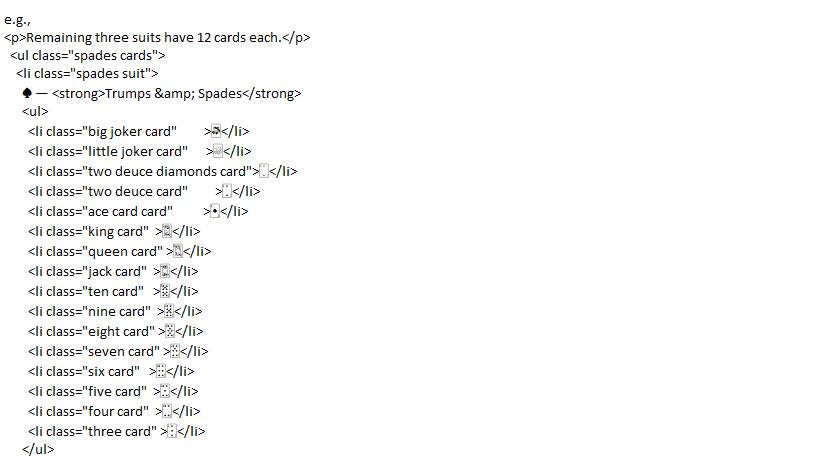 e.g.,
<p>Remaining three suits have 12 cards each.</p>
<ul class="spades cards">
<li class="spades suit">
♠ — <strong>Trumps &amp; Spades</strong>
<ul>
<li class="big joker card" >🃏</li>
<li class="little joker card" >🃟</li>
<li class="two deuce diamonds card">🃂</li>
<li class="two deuce card" >🂢</li>
<li class="ace card card" >🂡</li>
<li class="king card" >🂮</li>
<li class="queen card" >🂭</li>
<li class="jack card" >🂫</li>
<li class="ten card" >🂪</li>
<li class="nine card" >🂩</li>
<li class="eight card" >🂨</li>
<li class="seven card" >🂧</li>
<li class="six card" >🂦</li>
<li class="five card" >🂥</li>
<li class="four card" >🂤</li>
<li class="three card" >🂣</li>
</ul>